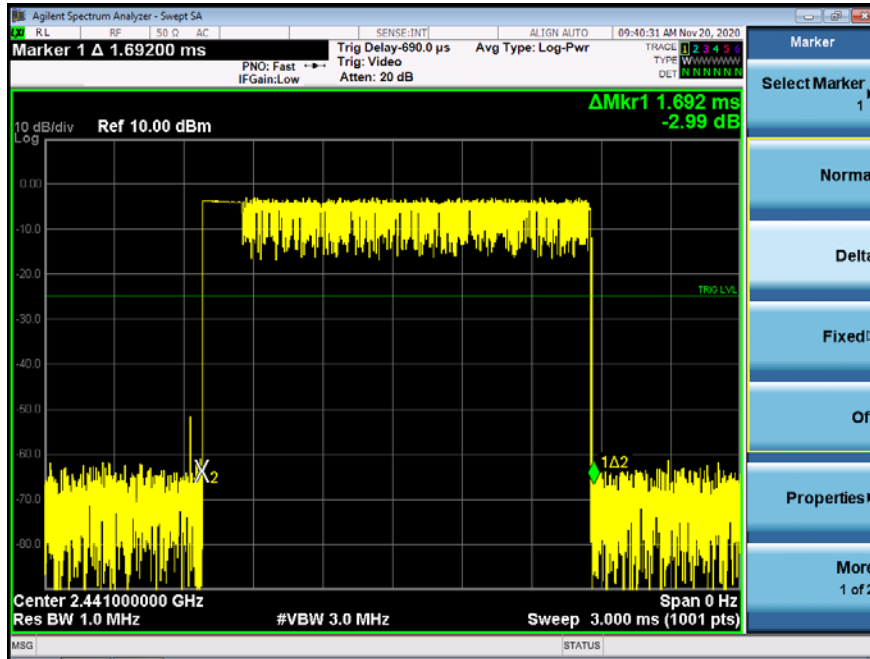 Agilent Spectrum Analyzer - Swept SA
LXI RL RF 50 Ω AC SENSE:INT ALIGN AUTO 09:40:31 AM Nov 20, 2020
Marker 1 Δ 1.69200 ms
PNO: Fast
IFGain:Low
Trig Delay-690.0 µs
Trig: Video
Atten: 20 dB
Avg Type: Log-Pwr
TRACE 1 2 3 4 5 6
TYPE WWWWWW
DET N N N N N N
ΔMkr1 1.692 ms
-2.99 dB
10 dB/div Ref 10.00 dBm
Log
0.00
-10.0
-20.0
TRIG LVL
-30.0
-40.0
-50.0
-60.0
-70.0
-80.0
X2
1Δ2
Center 2.441000000 GHz Span 0 Hz
Res BW 1.0 MHz #VBW 3.0 MHz Sweep 3.000 ms (1001 pts)
MSG STATUS
Marker
Select Marker
1
Norma
Delta
Fixed
Of
Properties
More
1 of 2